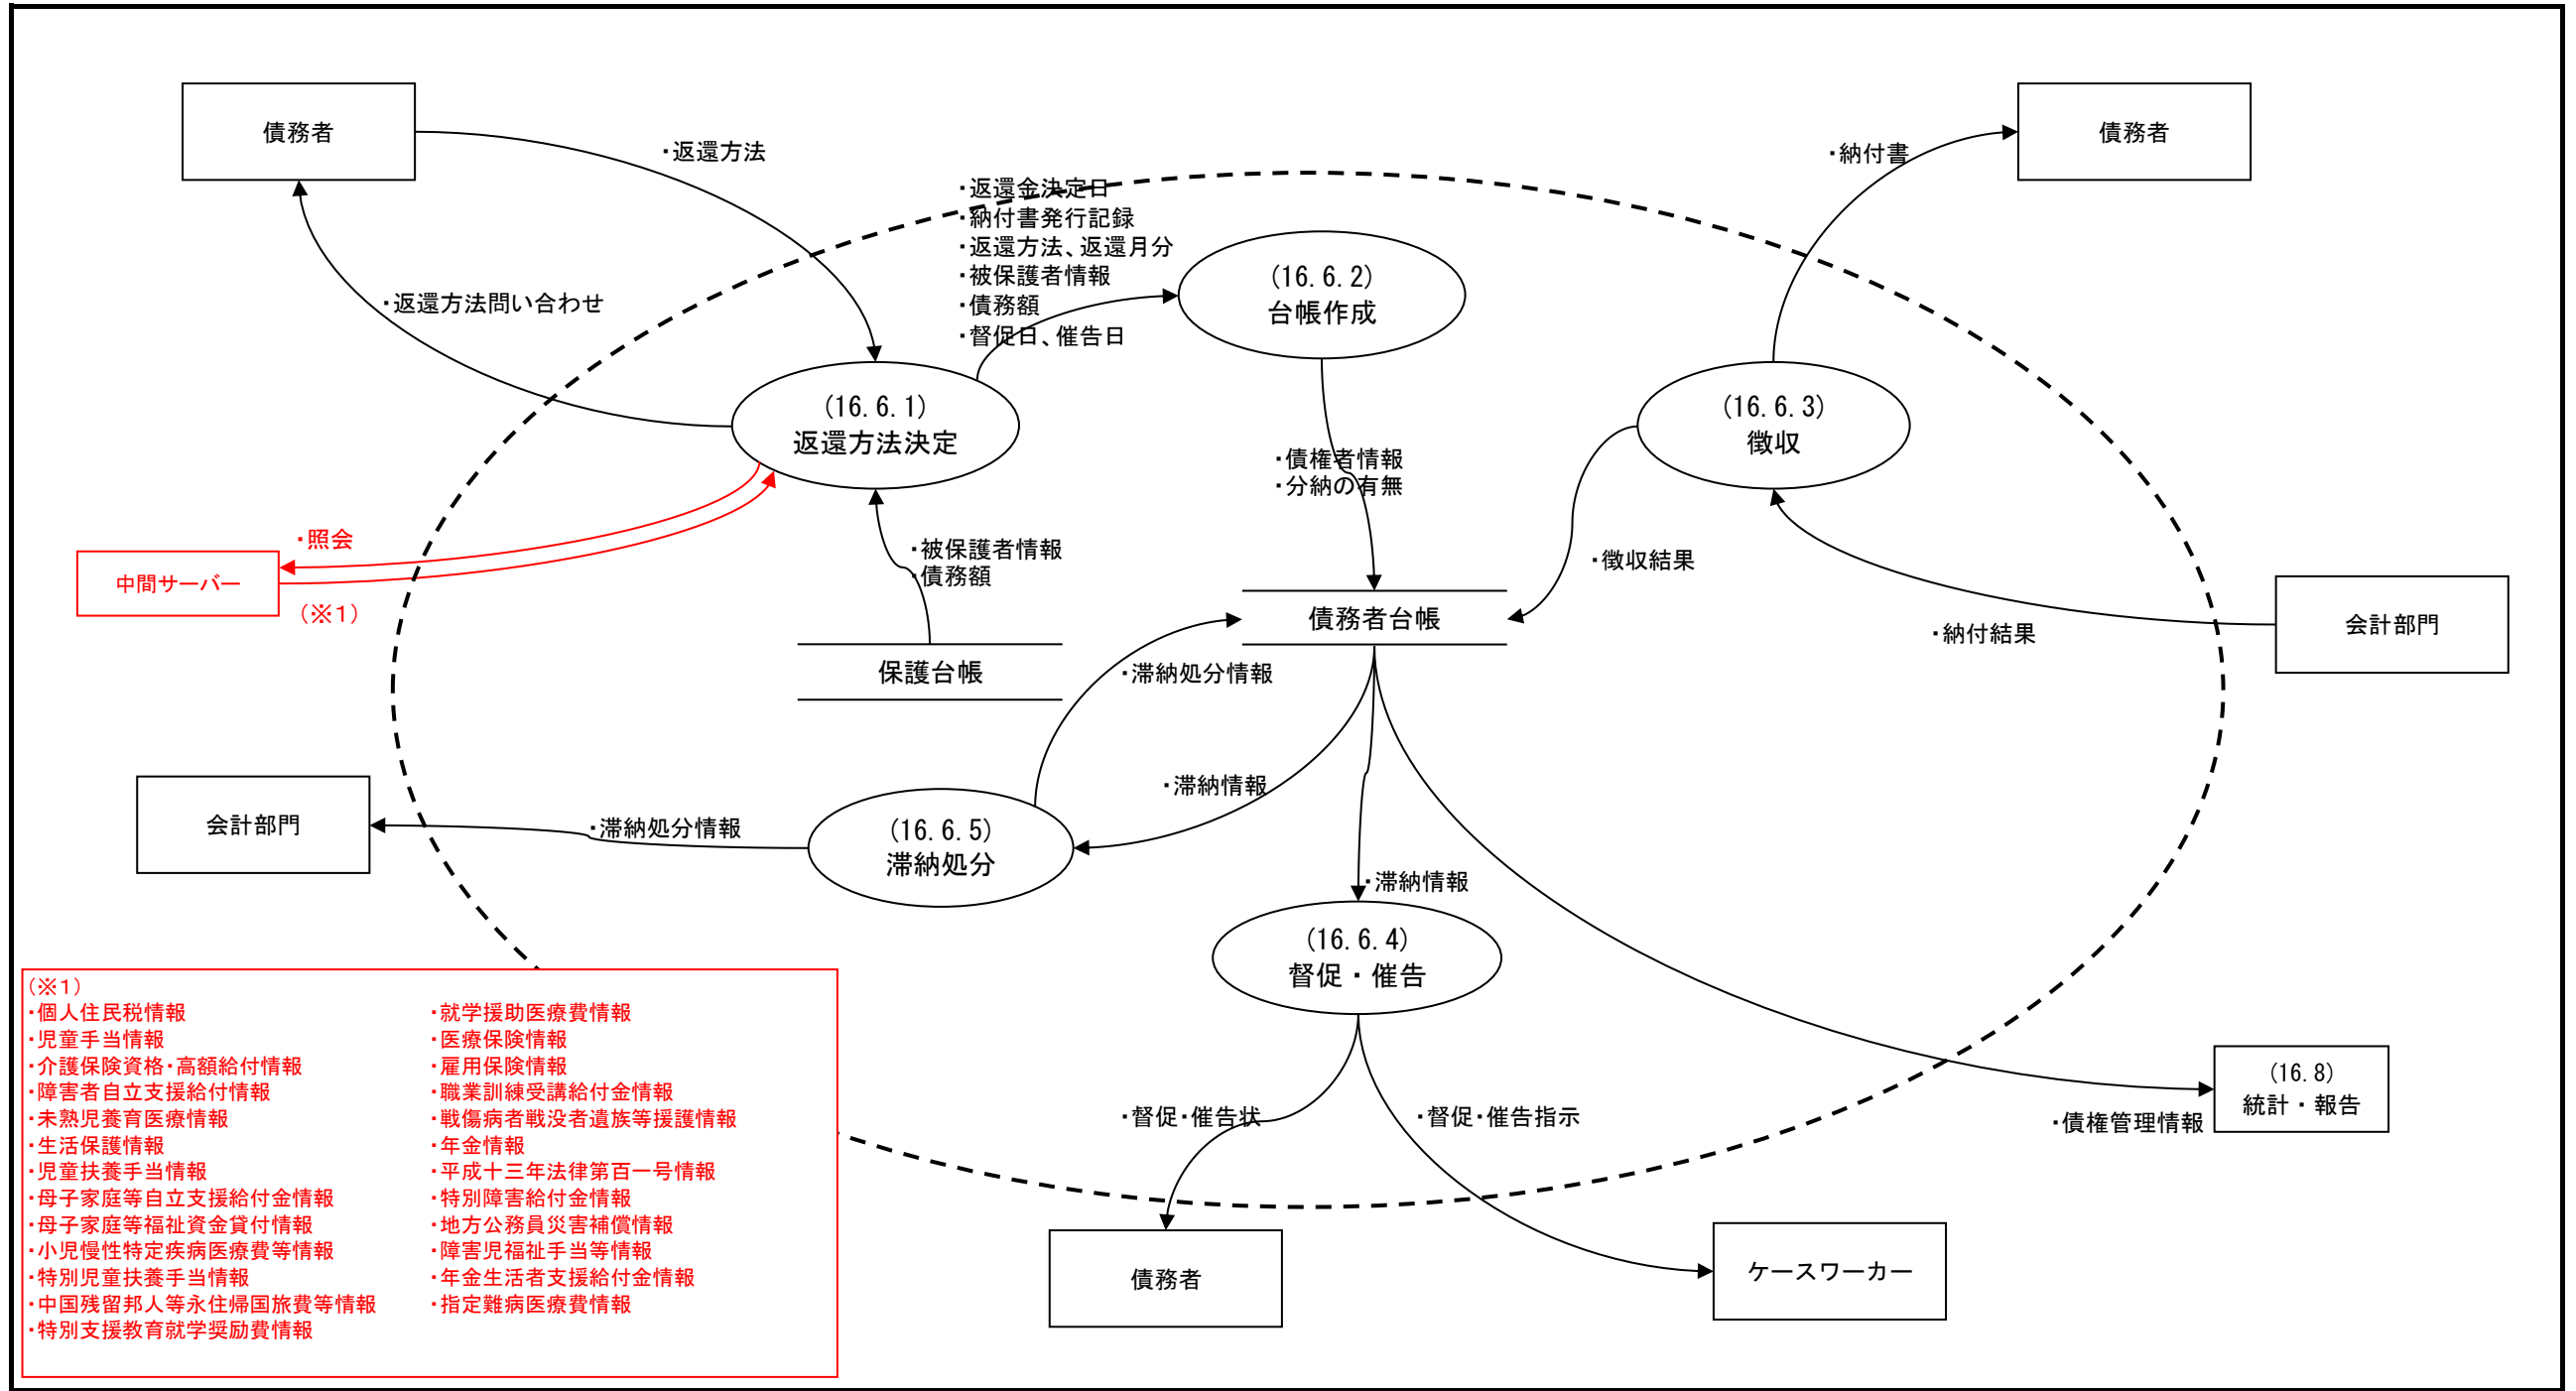 債務者
債務者
・返還方法
・納付書
・返還金決定日
・納付書発行記録
・返還方法、返還月分
・被保護者情報
・債務額
・督促日、催告日
(16.6.2)
台帳作成
・返還方法問い合わせ
(16.6.1)
返還方法決定
(16.6.3)
徴収
・債権者情報
・分納の有無
・照会
中間サーバー
(※1)
・被保護者情報
・債務額
・徴収結果
債務者台帳
・納付結果
会計部門
保護台帳
・滞納処分情報
・滞納情報
会計部門
・滞納処分情報
(16.6.5)
滞納処分
・滞納情報
(16.6.4)
督促・催告
・督促・催告状
・督促・催告指示
(16.8)
統計・報告
・債権管理情報
債務者
ケースワーカー
(※1)
・個人住民税情報
・児童手当情報
・介護保険資格・高額給付情報
・障害者自立支援給付情報
・未熟児養育医療情報
・生活保護情報
・児童扶養手当情報
・母子家庭等自立支援給付金情報
・母子家庭等福祉資金貸付情報
・小児慢性特定疾病医療費等情報
・特別児童扶養手当情報
・中国残留邦人等永住帰国旅費等情報
・特別支援教育就学奨励費情報
・就学援助医療費情報
・医療保険情報
・雇用保険情報
・職業訓練受講給付金情報
・戦傷病者戦没者遺族等援護情報
・年金情報
・平成十三年法律第百一号情報
・特別障害給付金情報
・地方公務員災害補償情報
・障害児福祉手当等情報
・年金生活者支援給付金情報
・指定難病医療費情報